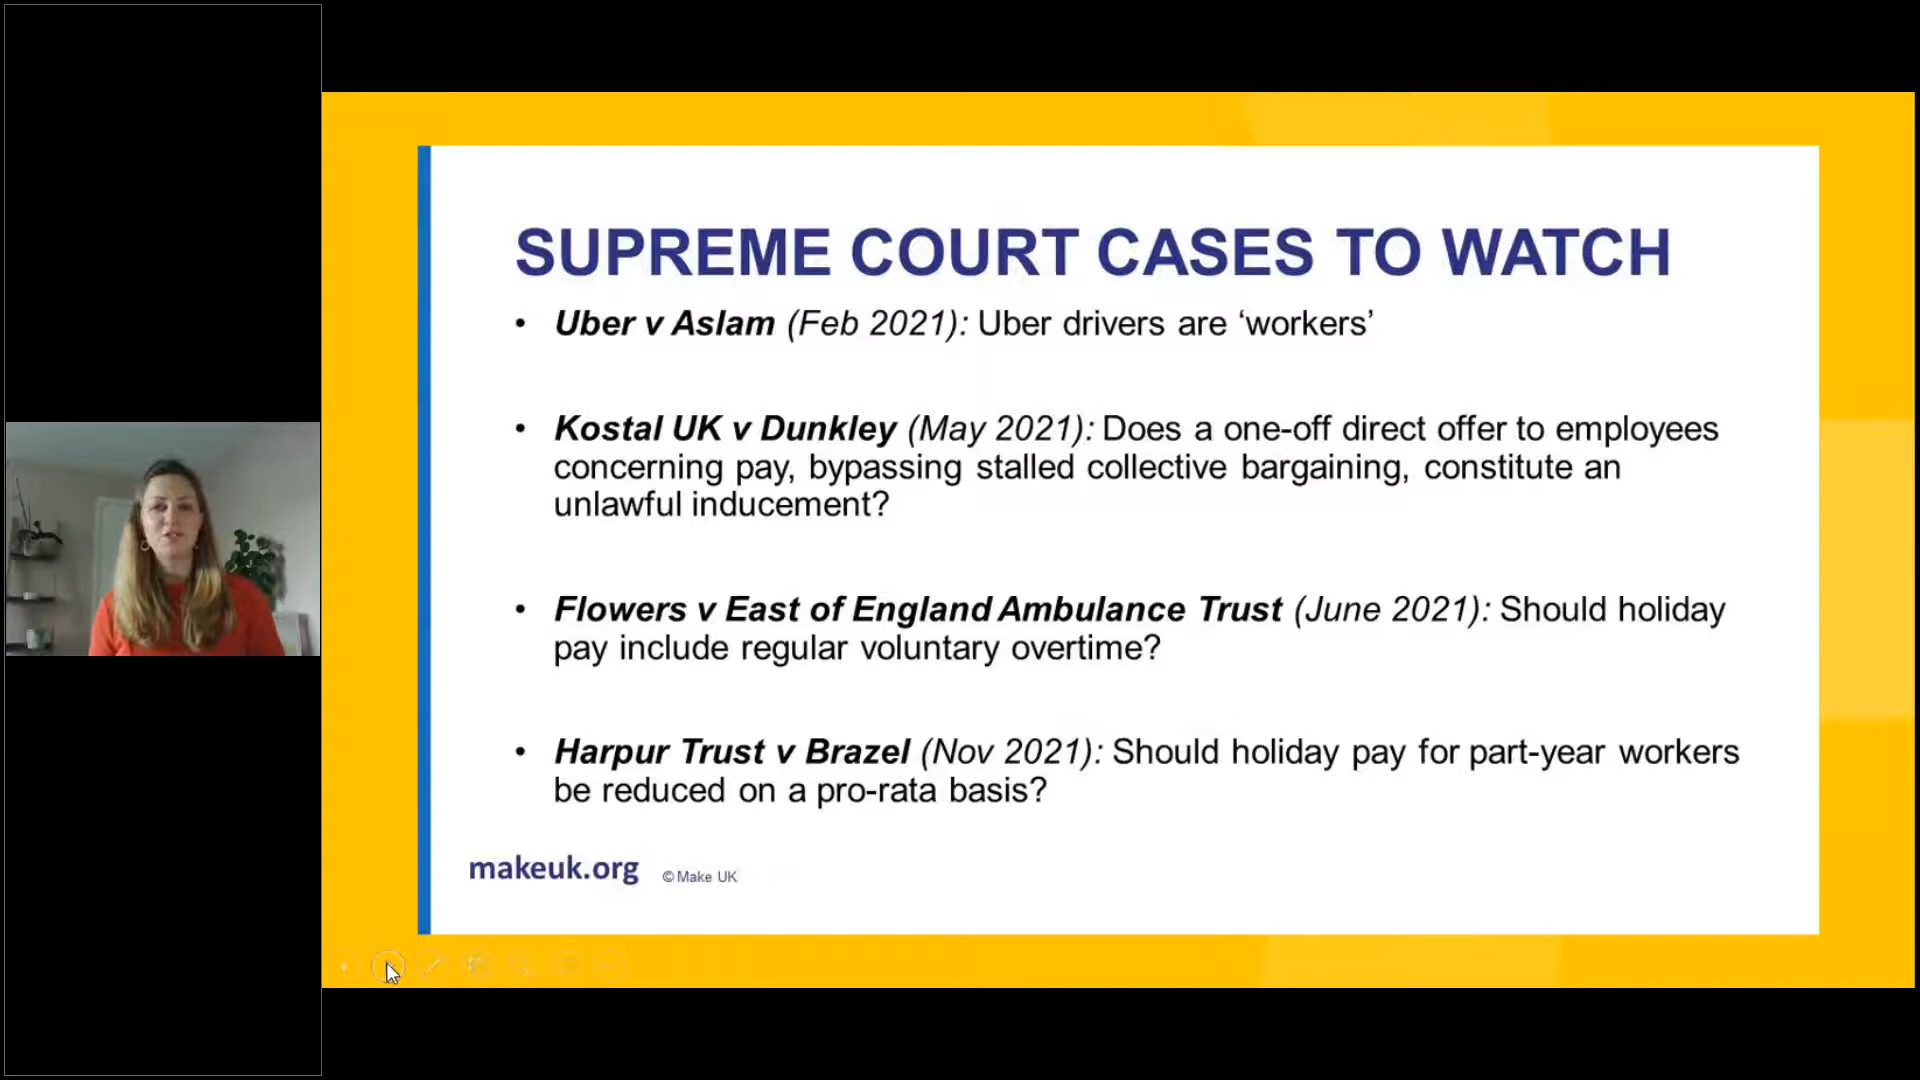 SUPREME COURT CASES TO WATCH
• Uber v Aslam (Feb 2021): Uber drivers are ‘workers’
• Kostal UK v Dunkley (May 2021): Does a one-off direct offer to employees
concerning pay, bypassing stalled collective bargaining, constitute an
unlawful inducement?
• Flowers v East of England Ambulance Trust (June 2021): Should holiday
pay include regular voluntary overtime?
• Harpur Trust v Brazel (Nov 2021): Should holiday pay for part-year workers
be reduced on a pro-rata basis?
makeuk.org © Make UK